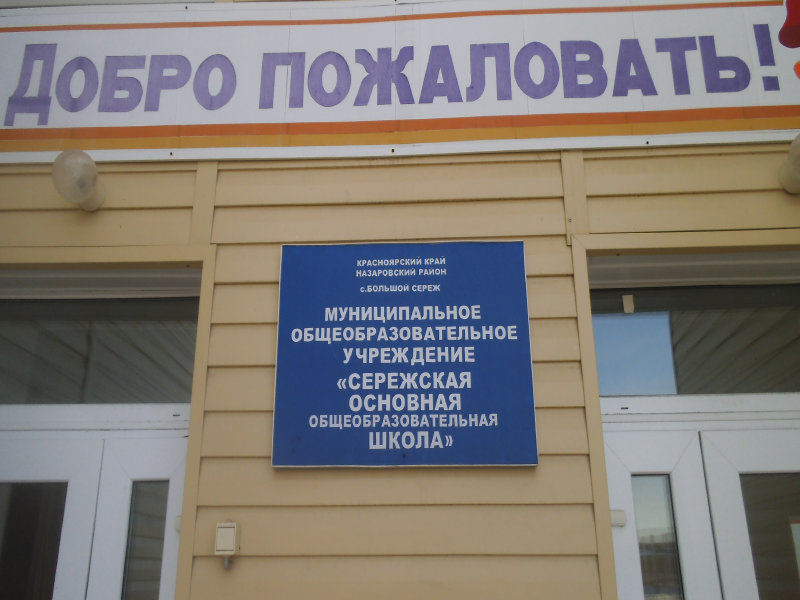 ДОБРО ПОЖАЛОВАТЬ!
КРАСНОЯРСКИЙ КРАЙ
НАЗАРОВСКИЙ РАЙОН
с.БОЛЬШОЙ СЕРЕЖ
МУНИЦИПАЛЬНОЕ
ОБЩЕОБРАЗОВАТЕЛЬНОЕ
УЧРЕЖДЕНИЕ
«СЕРЕЖСКАЯ
ОСНОВНАЯ
ОБЩЕОБРАЗОВАТЕЛЬНАЯ
ШКОЛА»